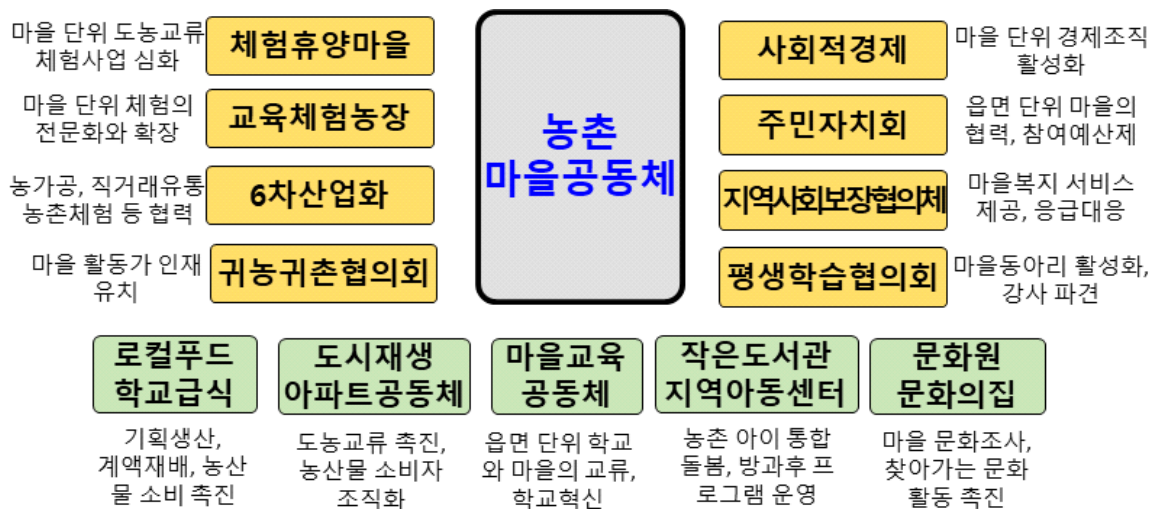 마을 단위 도농교류
체험사업 심화
체험휴양마을
마을 단위 체험의
전문화와 확장
교육체험농장
농가공, 직거래유통
농촌체험 등 협력
6차산업화
마을 활동가 인재
유치
귀농귀촌협의회
농촌
마을공동체
사회적경제
마을 단위 경제조직
활성화
주민자치회
읍면 단위 마을의
협력, 참여예산제
지역사회보장협의체
마을복지 서비스
제공, 응급대응
평생학습협의회
마을동아리 활성화,
강사 파견
로컬푸드
학교급식
기획생산,
계액재배, 농산
물 소비 촉진
도시재생
아파트공동체
도농교류 촉진,
농산물 소비자
조직화
마을교육
공동체
읍면 단위 학교
와 마을의 교류,
학교혁신
작은도서관
지역아동센터
농촌 아이 통합
돌봄, 방과후 프
로그램 운영
문화원
문화의집
마을 문화조사,
찾아가는 문화
활동 촉진